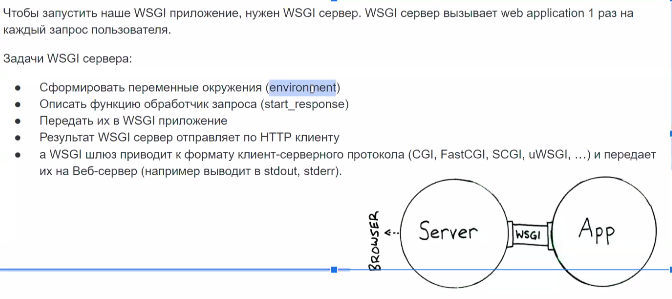 Чтобы запустить наше WSGI приложение, нужен WSGI сервер. WSGI сервер вызывает web application 1 раз на
каждый запрос пользователя.
Задачи WSGI сервера:
● Сформировать переменные окружения (environment)
● Описать функцию обработчик запроса (start_response)
● Передать их в WSGI приложение
● Результат WSGI сервер отправляет по HTTP клиенту
● а WSGI шлюз приводит к формату клиент-серверного протокола (CGI, FastCGI, SCGI, uWSGI, ...) и передает
их на Веб-сервер (например выводит в stdout, stderr).
BROWSER
Server
WSGI
App